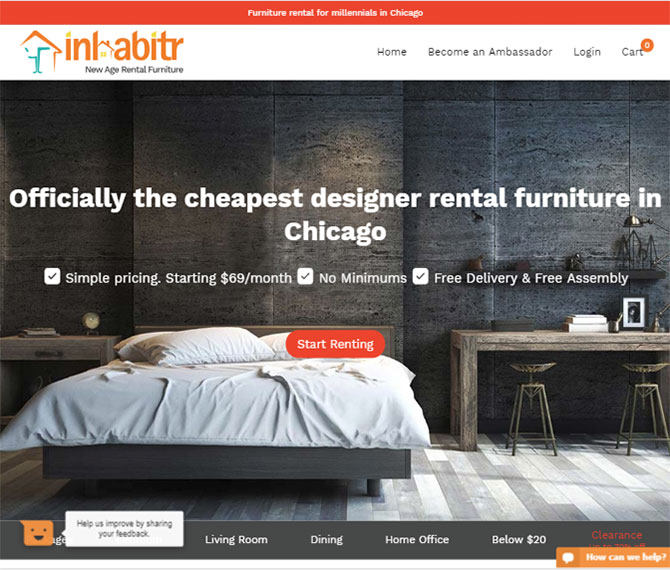 Furniture rental for millennials in Chicago
inhabitr
New Age Rental Furniture
Home Become an Ambassador Login Cart 0
Officially the cheapest designer rental furniture in
Chicago
Simple pricing. Starting $69/month No Minimums Free Delivery & Free Assembly
Start Renting
Help us improve by sharing
your feedback.
Living Room Dining Home Office Below $20 Clearance
How can we help?